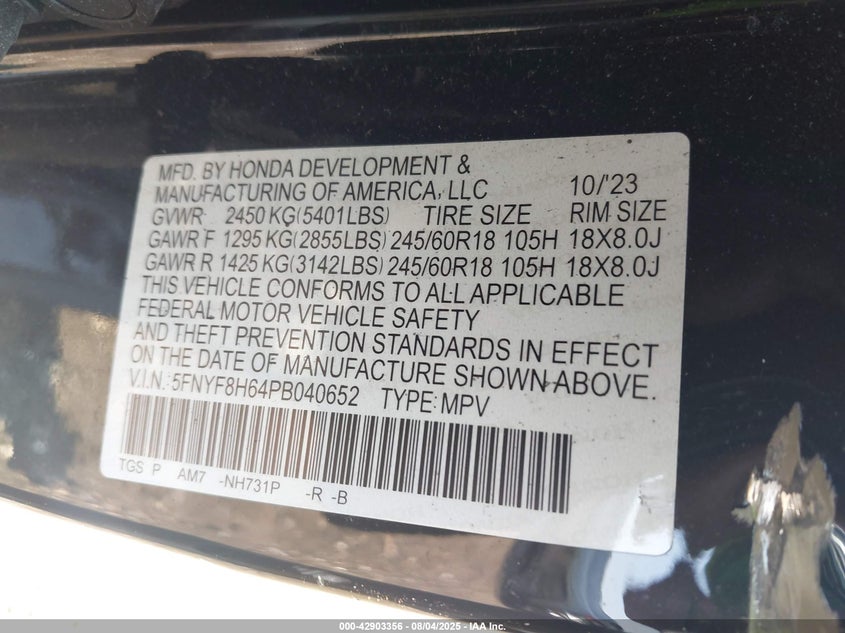 MFD. BY HONDA DEVELOPMENT &
MANUFACTURING OF AMERICA, LLC 10/'23
GVWR 2450 KG(5401LBS) TIRE SIZE RIM SIZE
GAWR F 1295 KG(2855LBS) 245/60R18 105H 18X8.0J
GAWR R 1425 KG(3142LBS) 245/60R18 105H 18X8.0J
THIS VEHICLE CONFORMS TO ALL APPLICABLE
FEDERAL MOTOR VEHICLE SAFETY
AND THEFT PREVENTION STANDARDS IN EFFECT
ON THE DATE OF MANUFACTURE SHOWN ABOVE.
V.I.N. 5FNYF8H64PB040652 TYPE: MPV
TGS P AM7 -NH731P -R -B
000-42903356 - 08/04/2025 - IAA Inc.